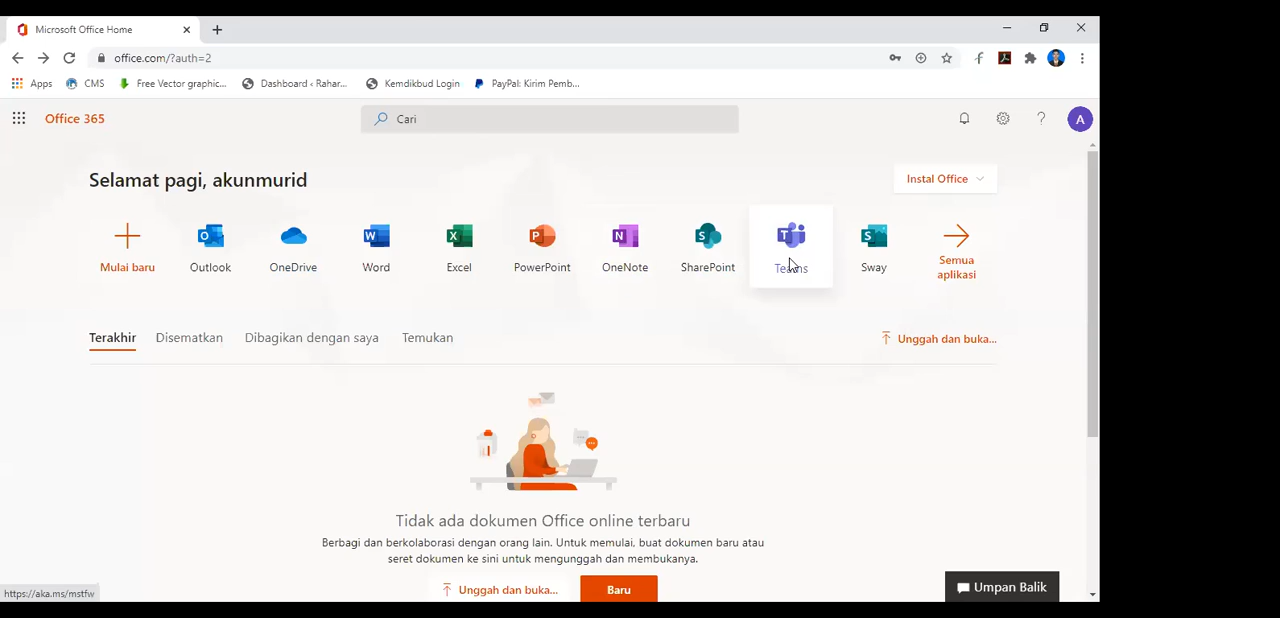 Microsoft Office Home
office.com/?auth=2
Apps CMS Free Vector graphic... Dashboard ‹ Rahar... Kemdikbud Login PayPal: Kirim Pemb...
Office 365 Cari A
Selamat pagi, akunmurid Instal Office
Mulai baru Outlook OneDrive Word Excel PowerPoint OneNote SharePoint Teams Sway Semua
aplikasi
Terakhir Disematkan Dibagikan dengan saya Temukan Unggah dan buka...
Tidak ada dokumen Office online terbaru
Berbagi dan berkolaborasi dengan orang lain. Untuk memulai, buat dokumen baru atau
seret dokumen ke sini untuk mengunggah dan membukanya.
Unggah dan buka... Baru
Umpan Balik
https://aka.ms/mstfw